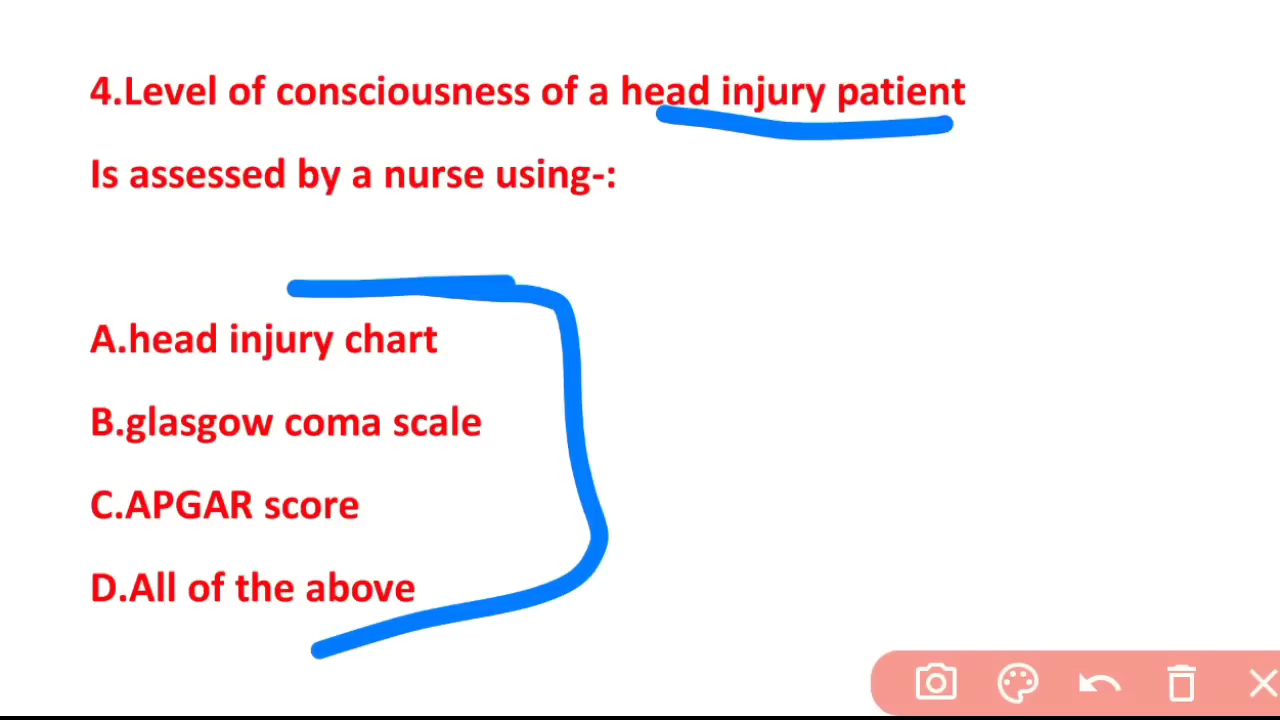 4.Level of consciousness of a head injury patient
Is assessed by a nurse using-:
A.head injury chart
B.glasgow coma scale
C.APGAR score
D.All of the above